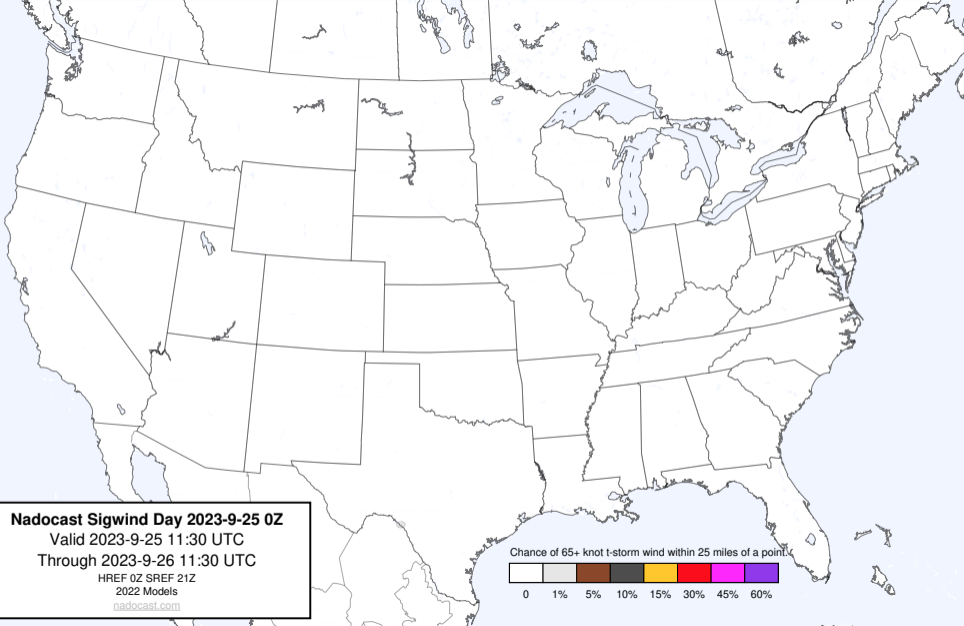 Nadocast Sigwind Day 2023-9-25 0Z
Valid 2023-9-25 11:30 UTC
Through 2023-9-26 11:30 UTC
HREF 0Z SREF 21Z
2022 Models
nadocast.com
Chance of 65+ knot t-storm wind within 25 miles of a point.
0 1% 5% 10% 15% 30% 45% 60%